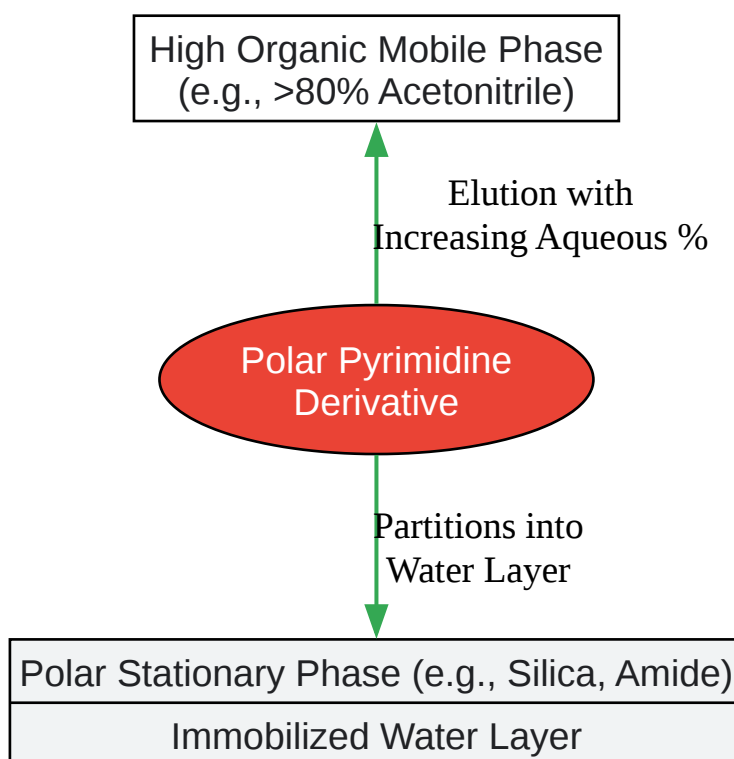 High Organic Mobile Phase
(e.g., >80% Acetonitrile)
Elution with
Increasing Aqueous %
Polar Pyrimidine
Derivative
Partitions into
Water Layer
Polar Stationary Phase (e.g., Silica, Amide)
Immobilized Water Layer